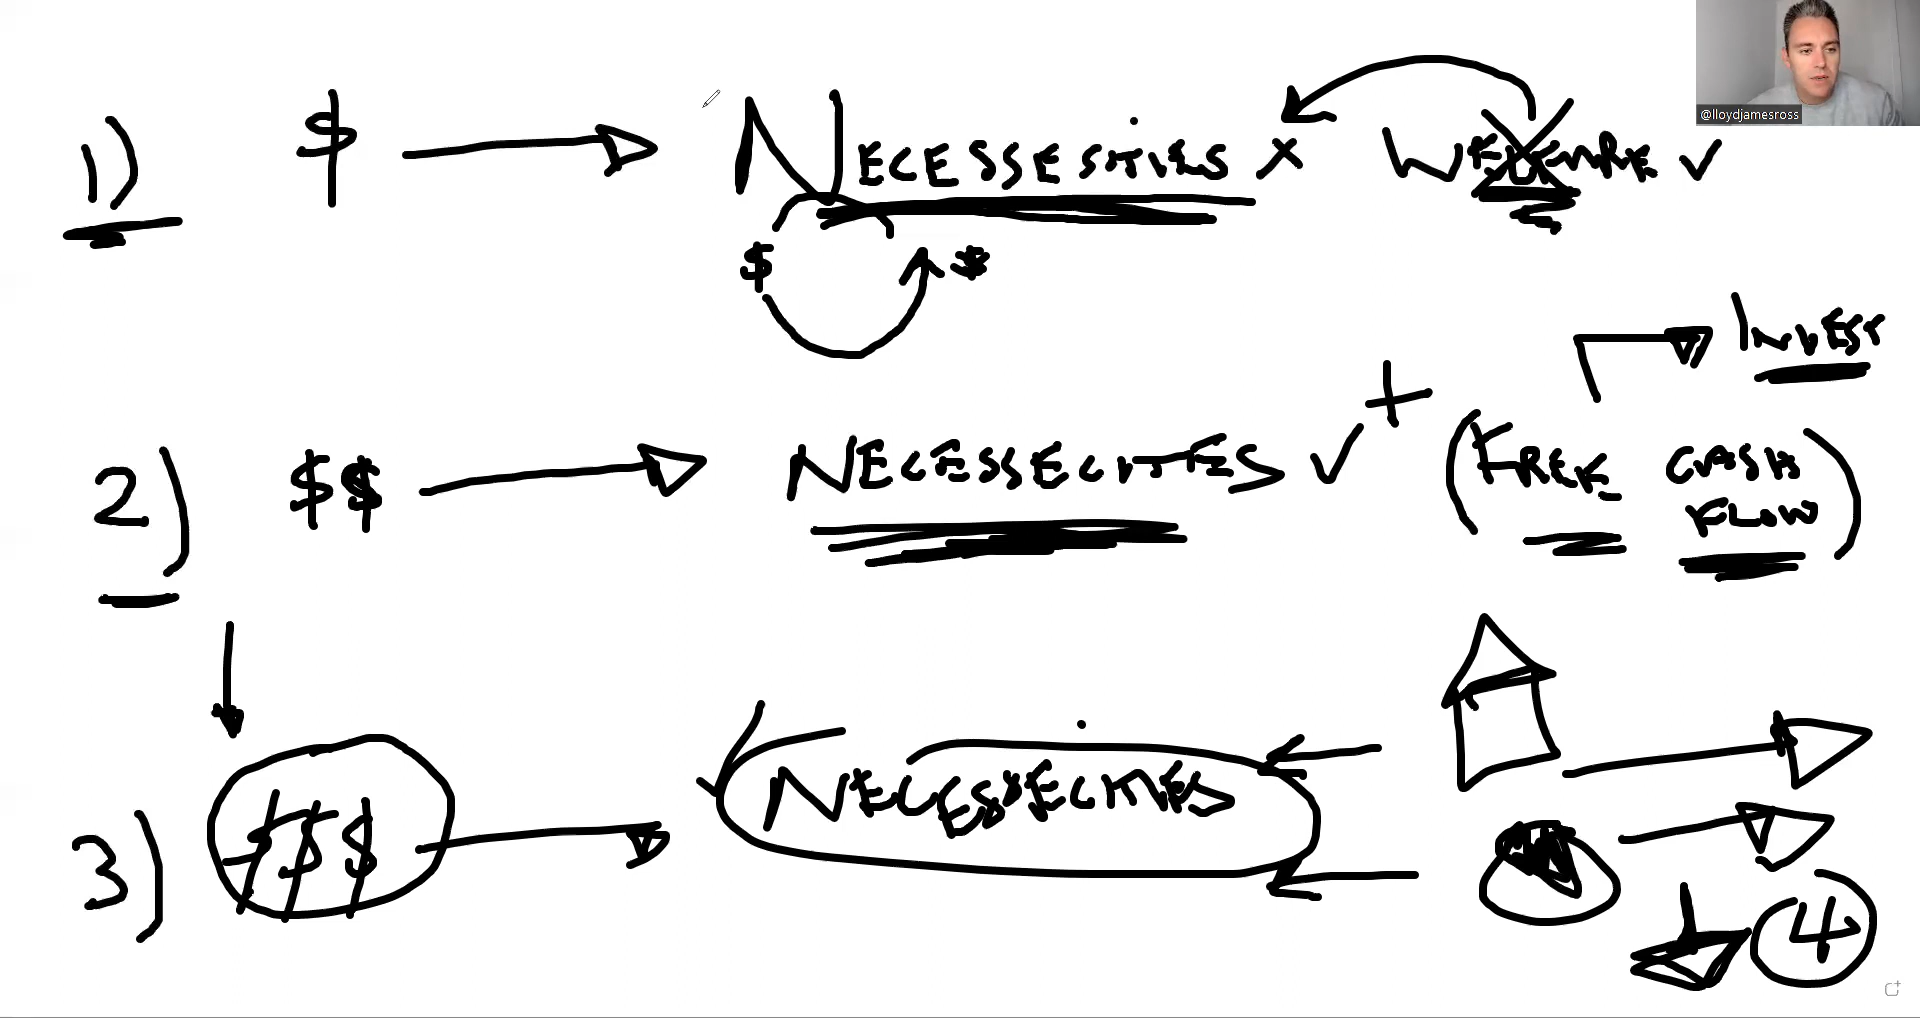 @lloydjamesross
1) $ NECESSESITIES x WELFARE ✓
$ $
INVEST
2) $$ NECESSECITIES ✓ + (FREE CASH
FLOW)
3) $$$ NECESSECITIES
4